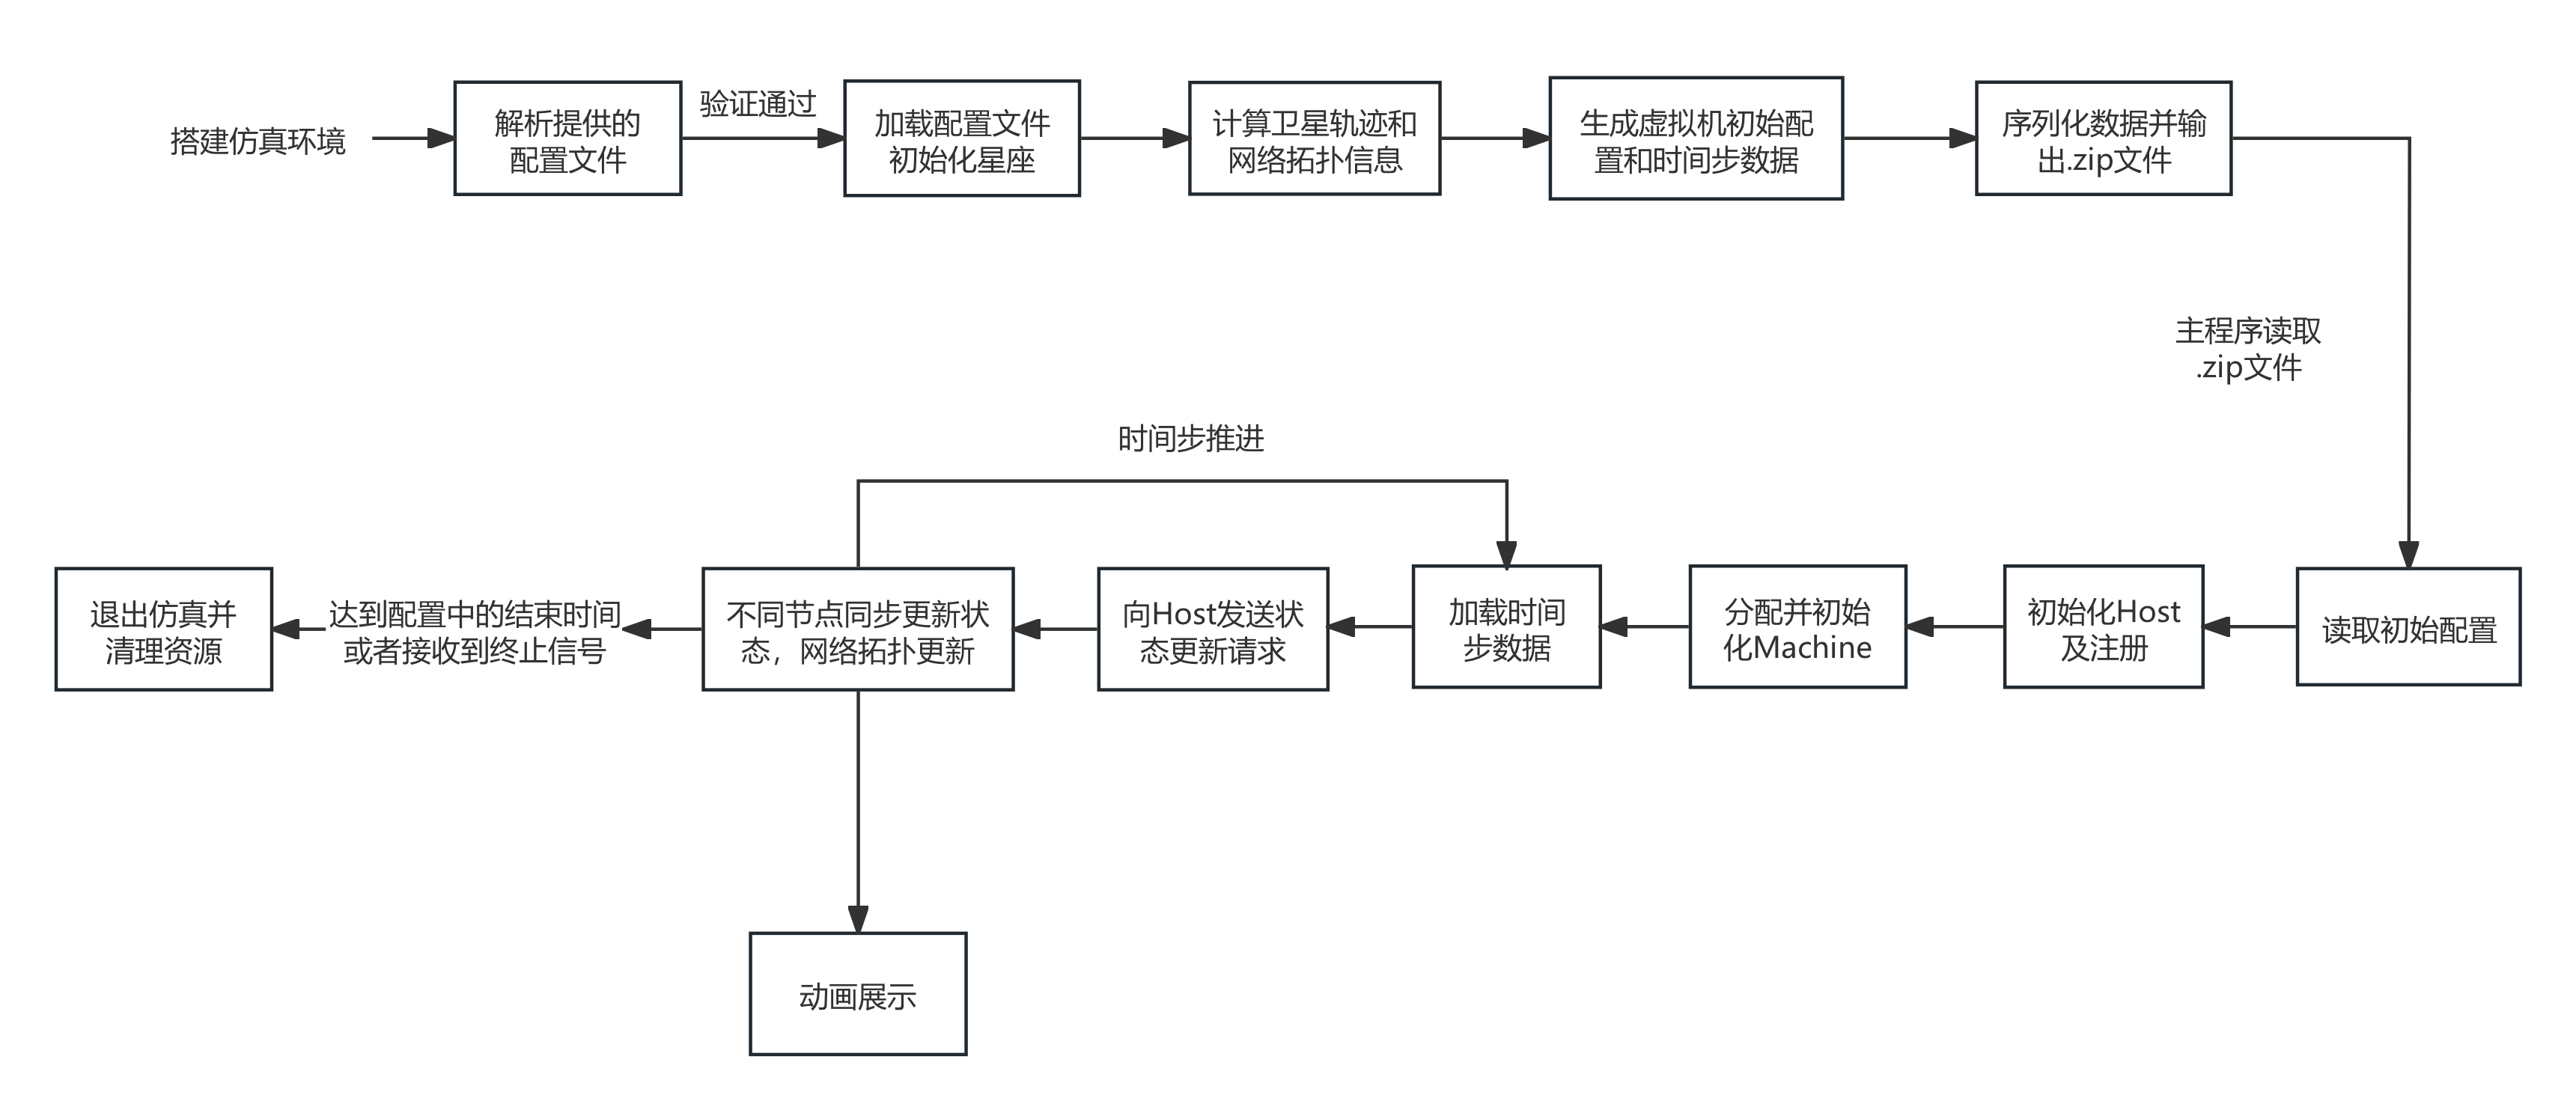 搭建仿真环境
解析提供的
配置文件
验证通过
加载配置文件
初始化星座
计算卫星轨迹和
网络拓扑信息
生成虚拟机初始配
置和时间步数据
序列化数据并输
出.zip文件
主程序读取
.zip文件
时间步推进
读取初始配置
初始化Host
及注册
分配并初始
化Machine
加载时间
步数据
向Host发送状
态更新请求
不同节点同步更新状
态，网络拓扑更新
达到配置中的结束时间
或者接收到终止信号
退出仿真并
清理资源
动画展示